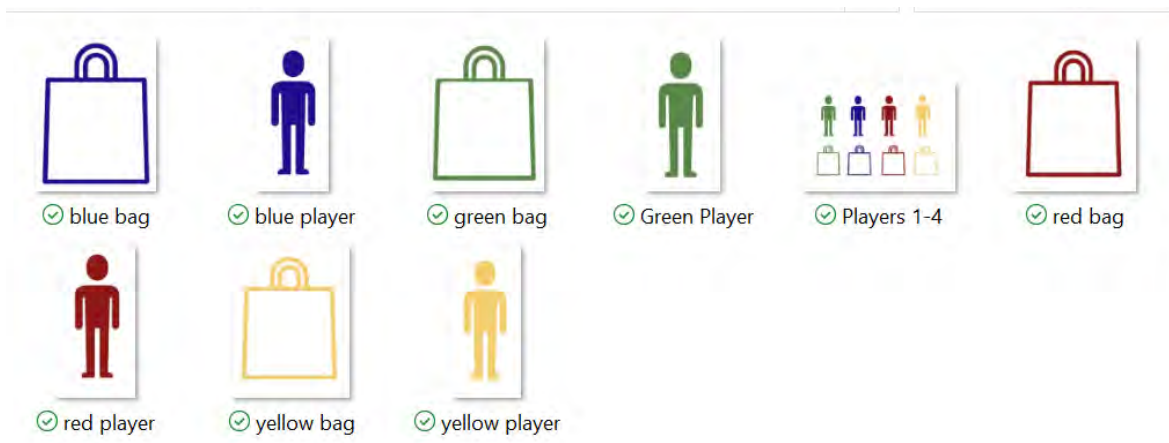 blue bag
blue player
green bag
Green Player
Players 1-4
red bag
red player
yellow bag
yellow player